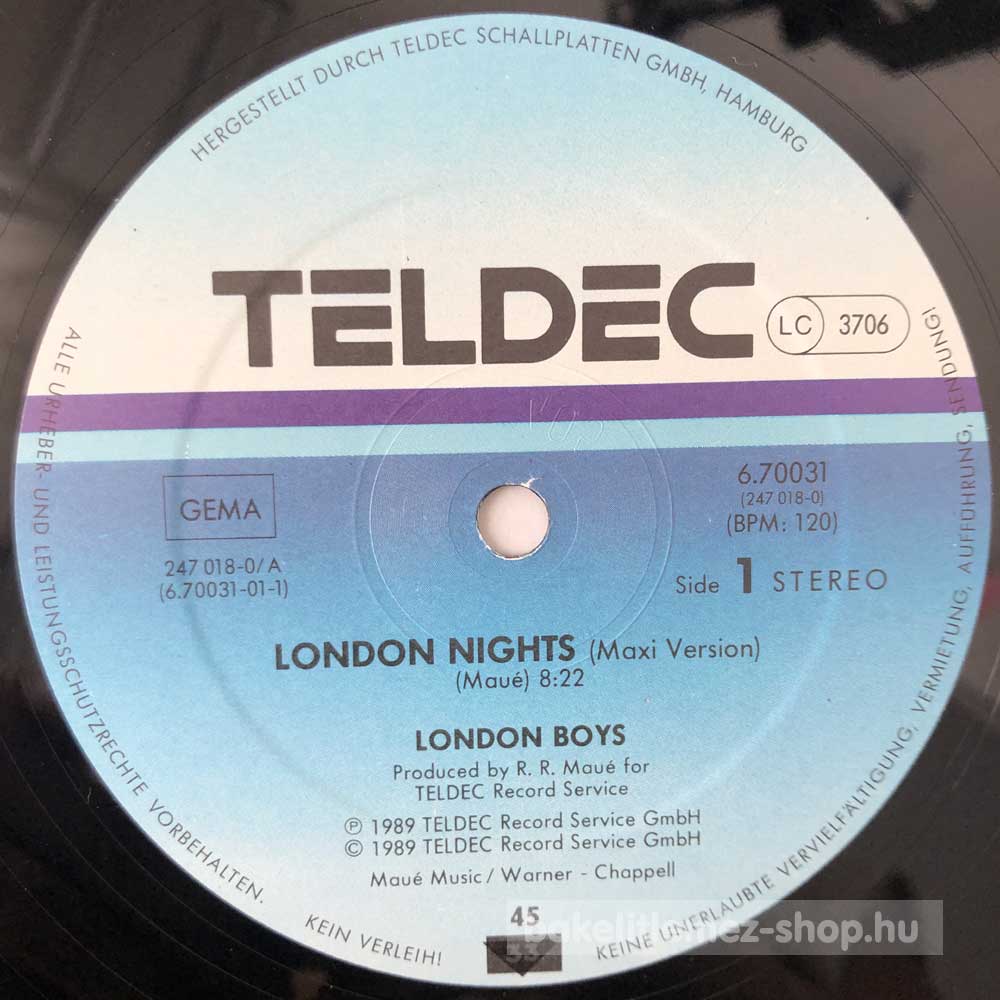 HERGESTELLT DURCH TELDEC SCHALLPLATTEN GMBH, HAMBURG
TELDEC
LC 3706
GEMA
247 018-0/A
(6.70031-01-1)
6.70031
(247 018-0)
(BPM: 120)
Side 1 STEREO
LONDON NIGHTS (Maxi Version)
(Maué) 8:22
LONDON BOYS
Produced by R. R. Maué for
TELDEC Record Service
℗ 1989 TELDEC Record Service GmbH
© 1989 TELDEC Record Service GmbH
Maué Music / Warner - Chappell
45
33
ALLE URHEBER- UND LEISTUNGSSCHUTZRECHTE VORBEHALTEN.
KEIN VERLEIH!
KEINE UNERLAUBTE VERVIELFÄLTIGUNG, VERMIETUNG, AUFFÜHRUNG, SENDUNG!
bakelitlemez-shop.hu